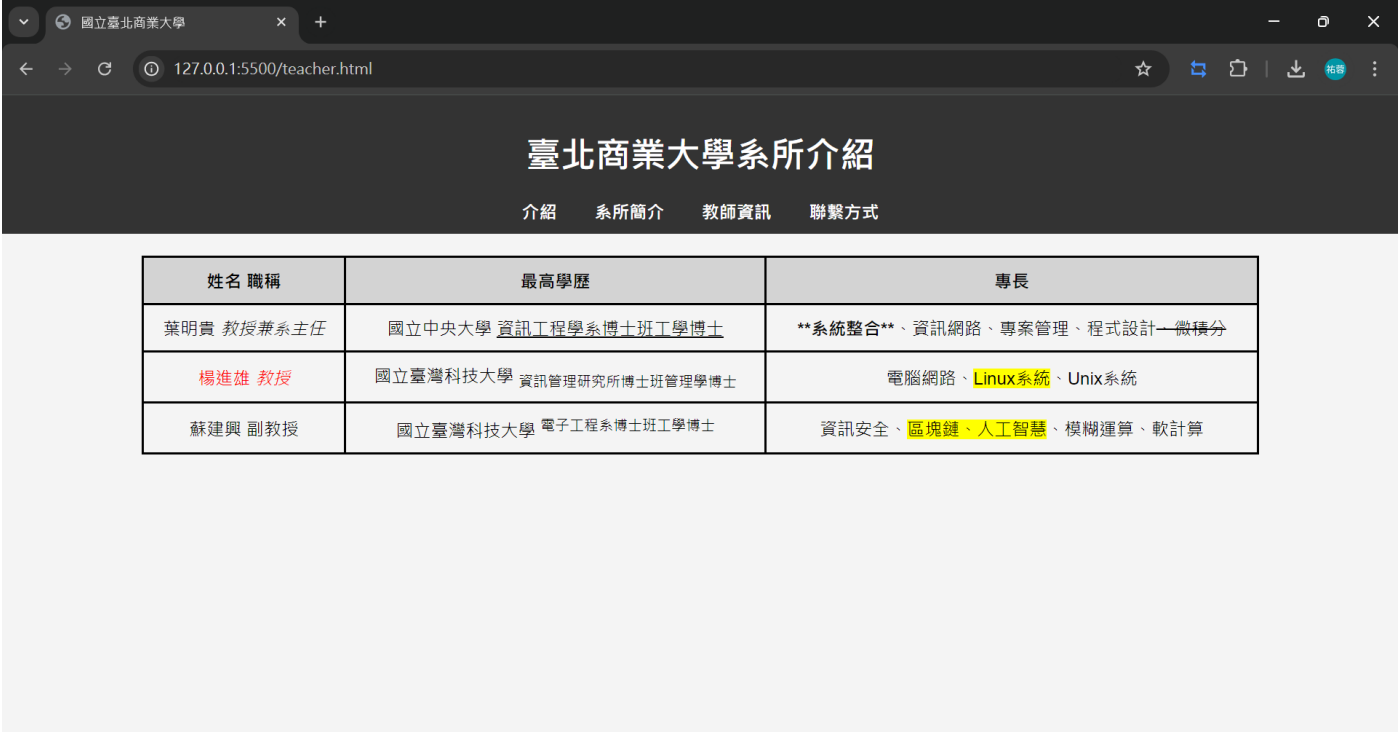 國立臺北商業大學
127.0.0.1:5500/teacher.html
祐蓉
臺北商業大學系所介紹
介紹 系所簡介 教師資訊 聯繫方式
姓名 職稱 最高學歷 專長
葉明貴 教授兼系主任 國立中央大學 資訊工程學系博士班工學博士 **系統整合**、資訊網路、專案管理、程式設計、微積分
楊進雄 教授 國立臺灣科技大學 資訊管理研究所博士班管理學博士 電腦網路、Linux系統、Unix系統
蘇建興 副教授 國立臺灣科技大學 電子工程系博士班工學博士 資訊安全、區塊鏈、人工智慧、模糊運算、軟計算